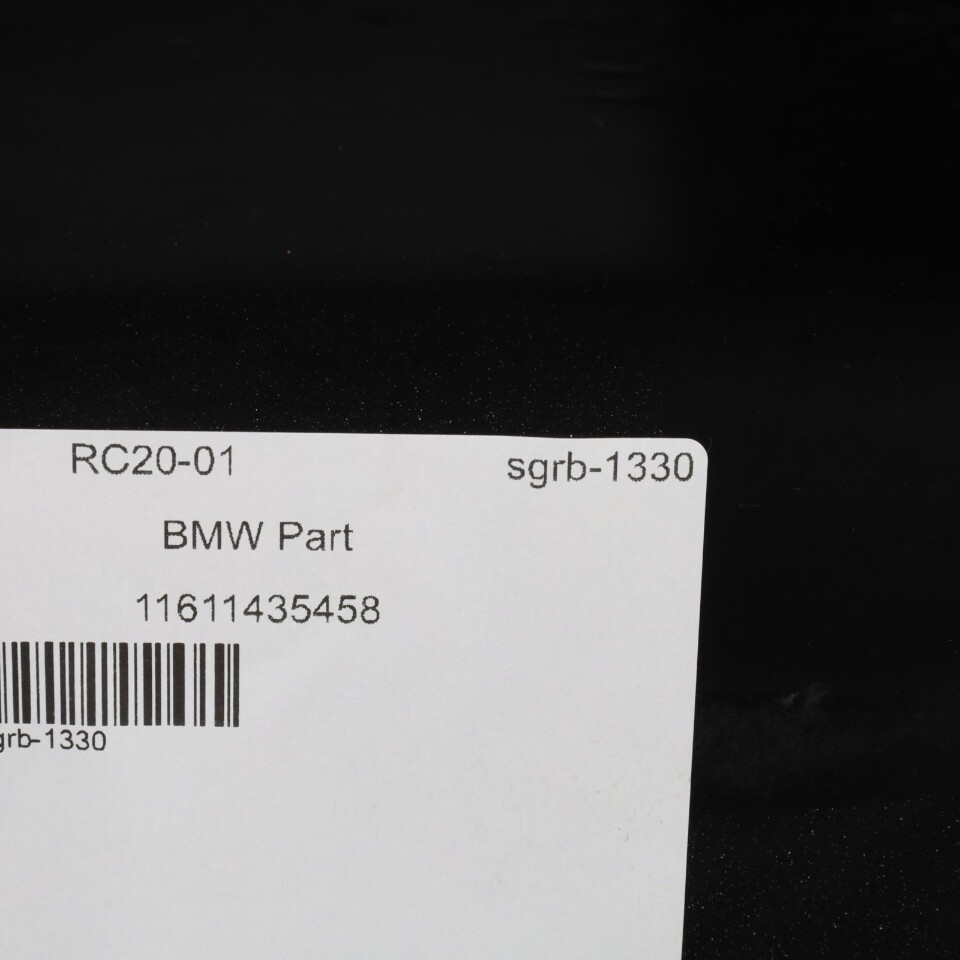 RC20-01 sgrb-1330
BMW Part
11611435458
grb-1330